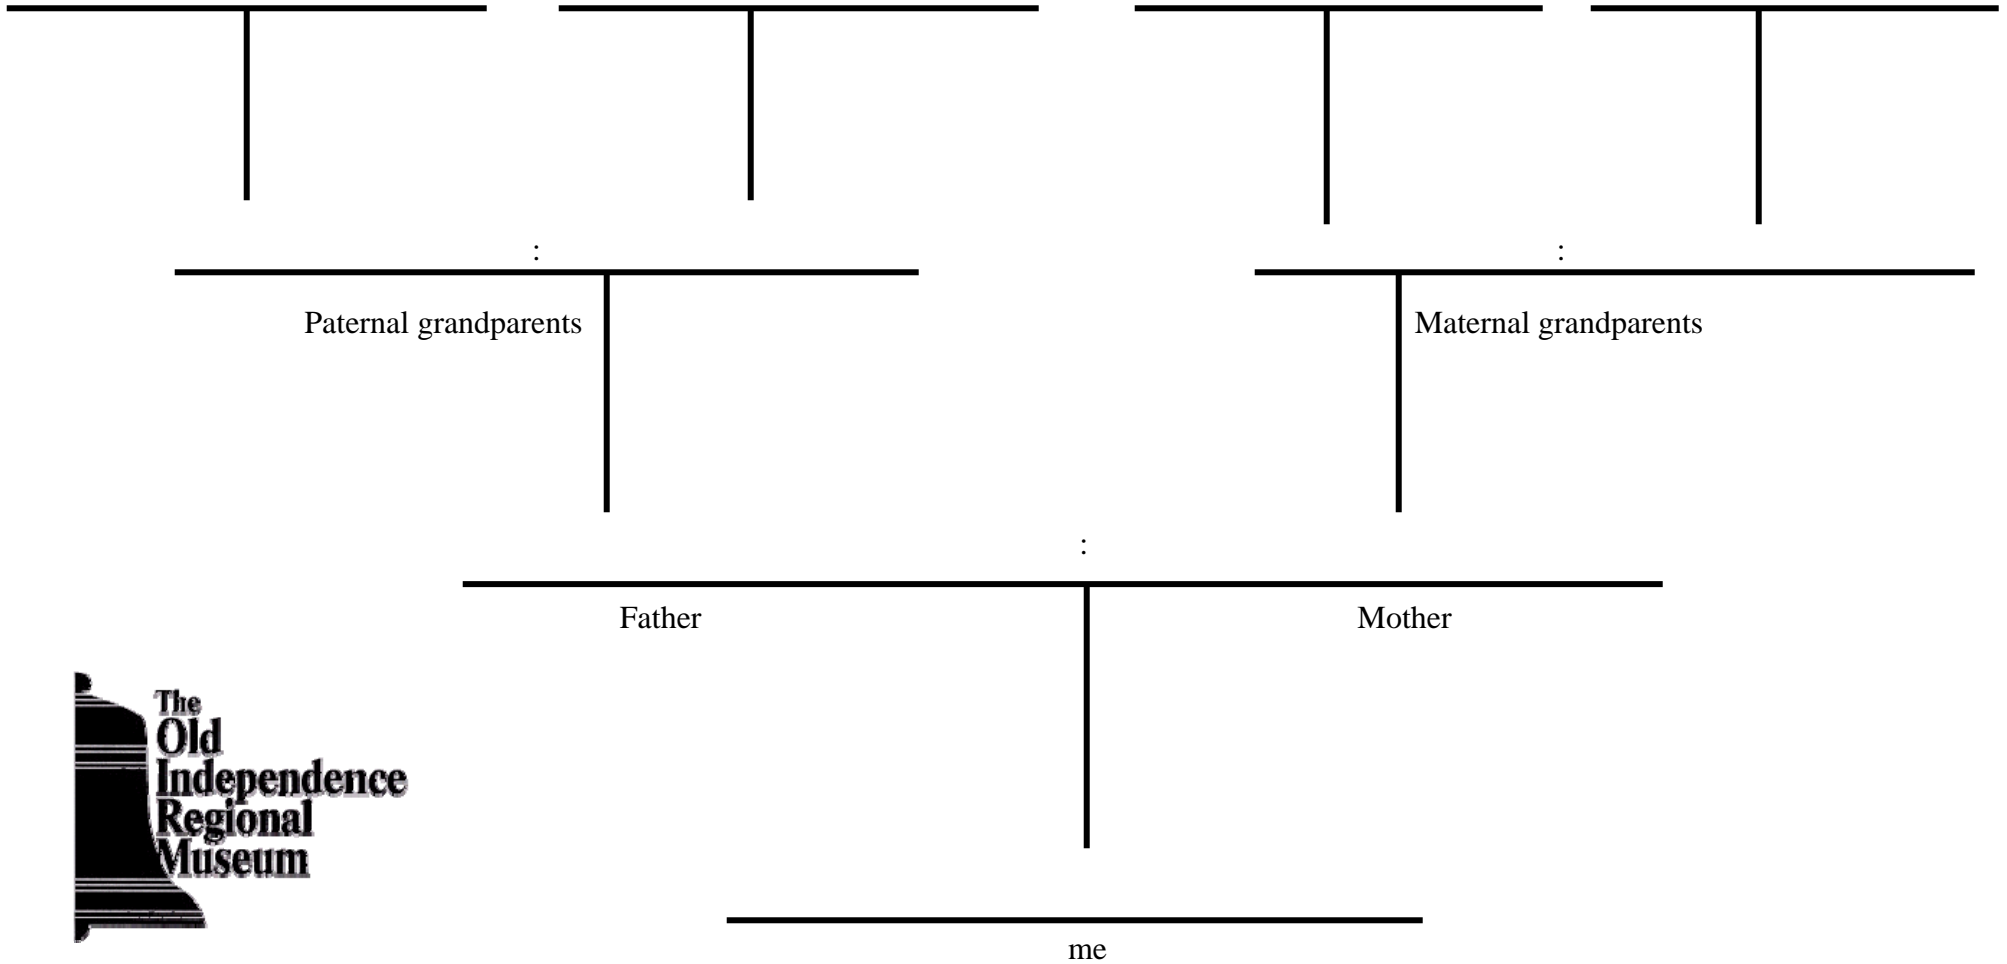 : :
Paternal grandparents Maternal grandparents
:
Father Mother
The
Old
Independence
Regional
Museum
me